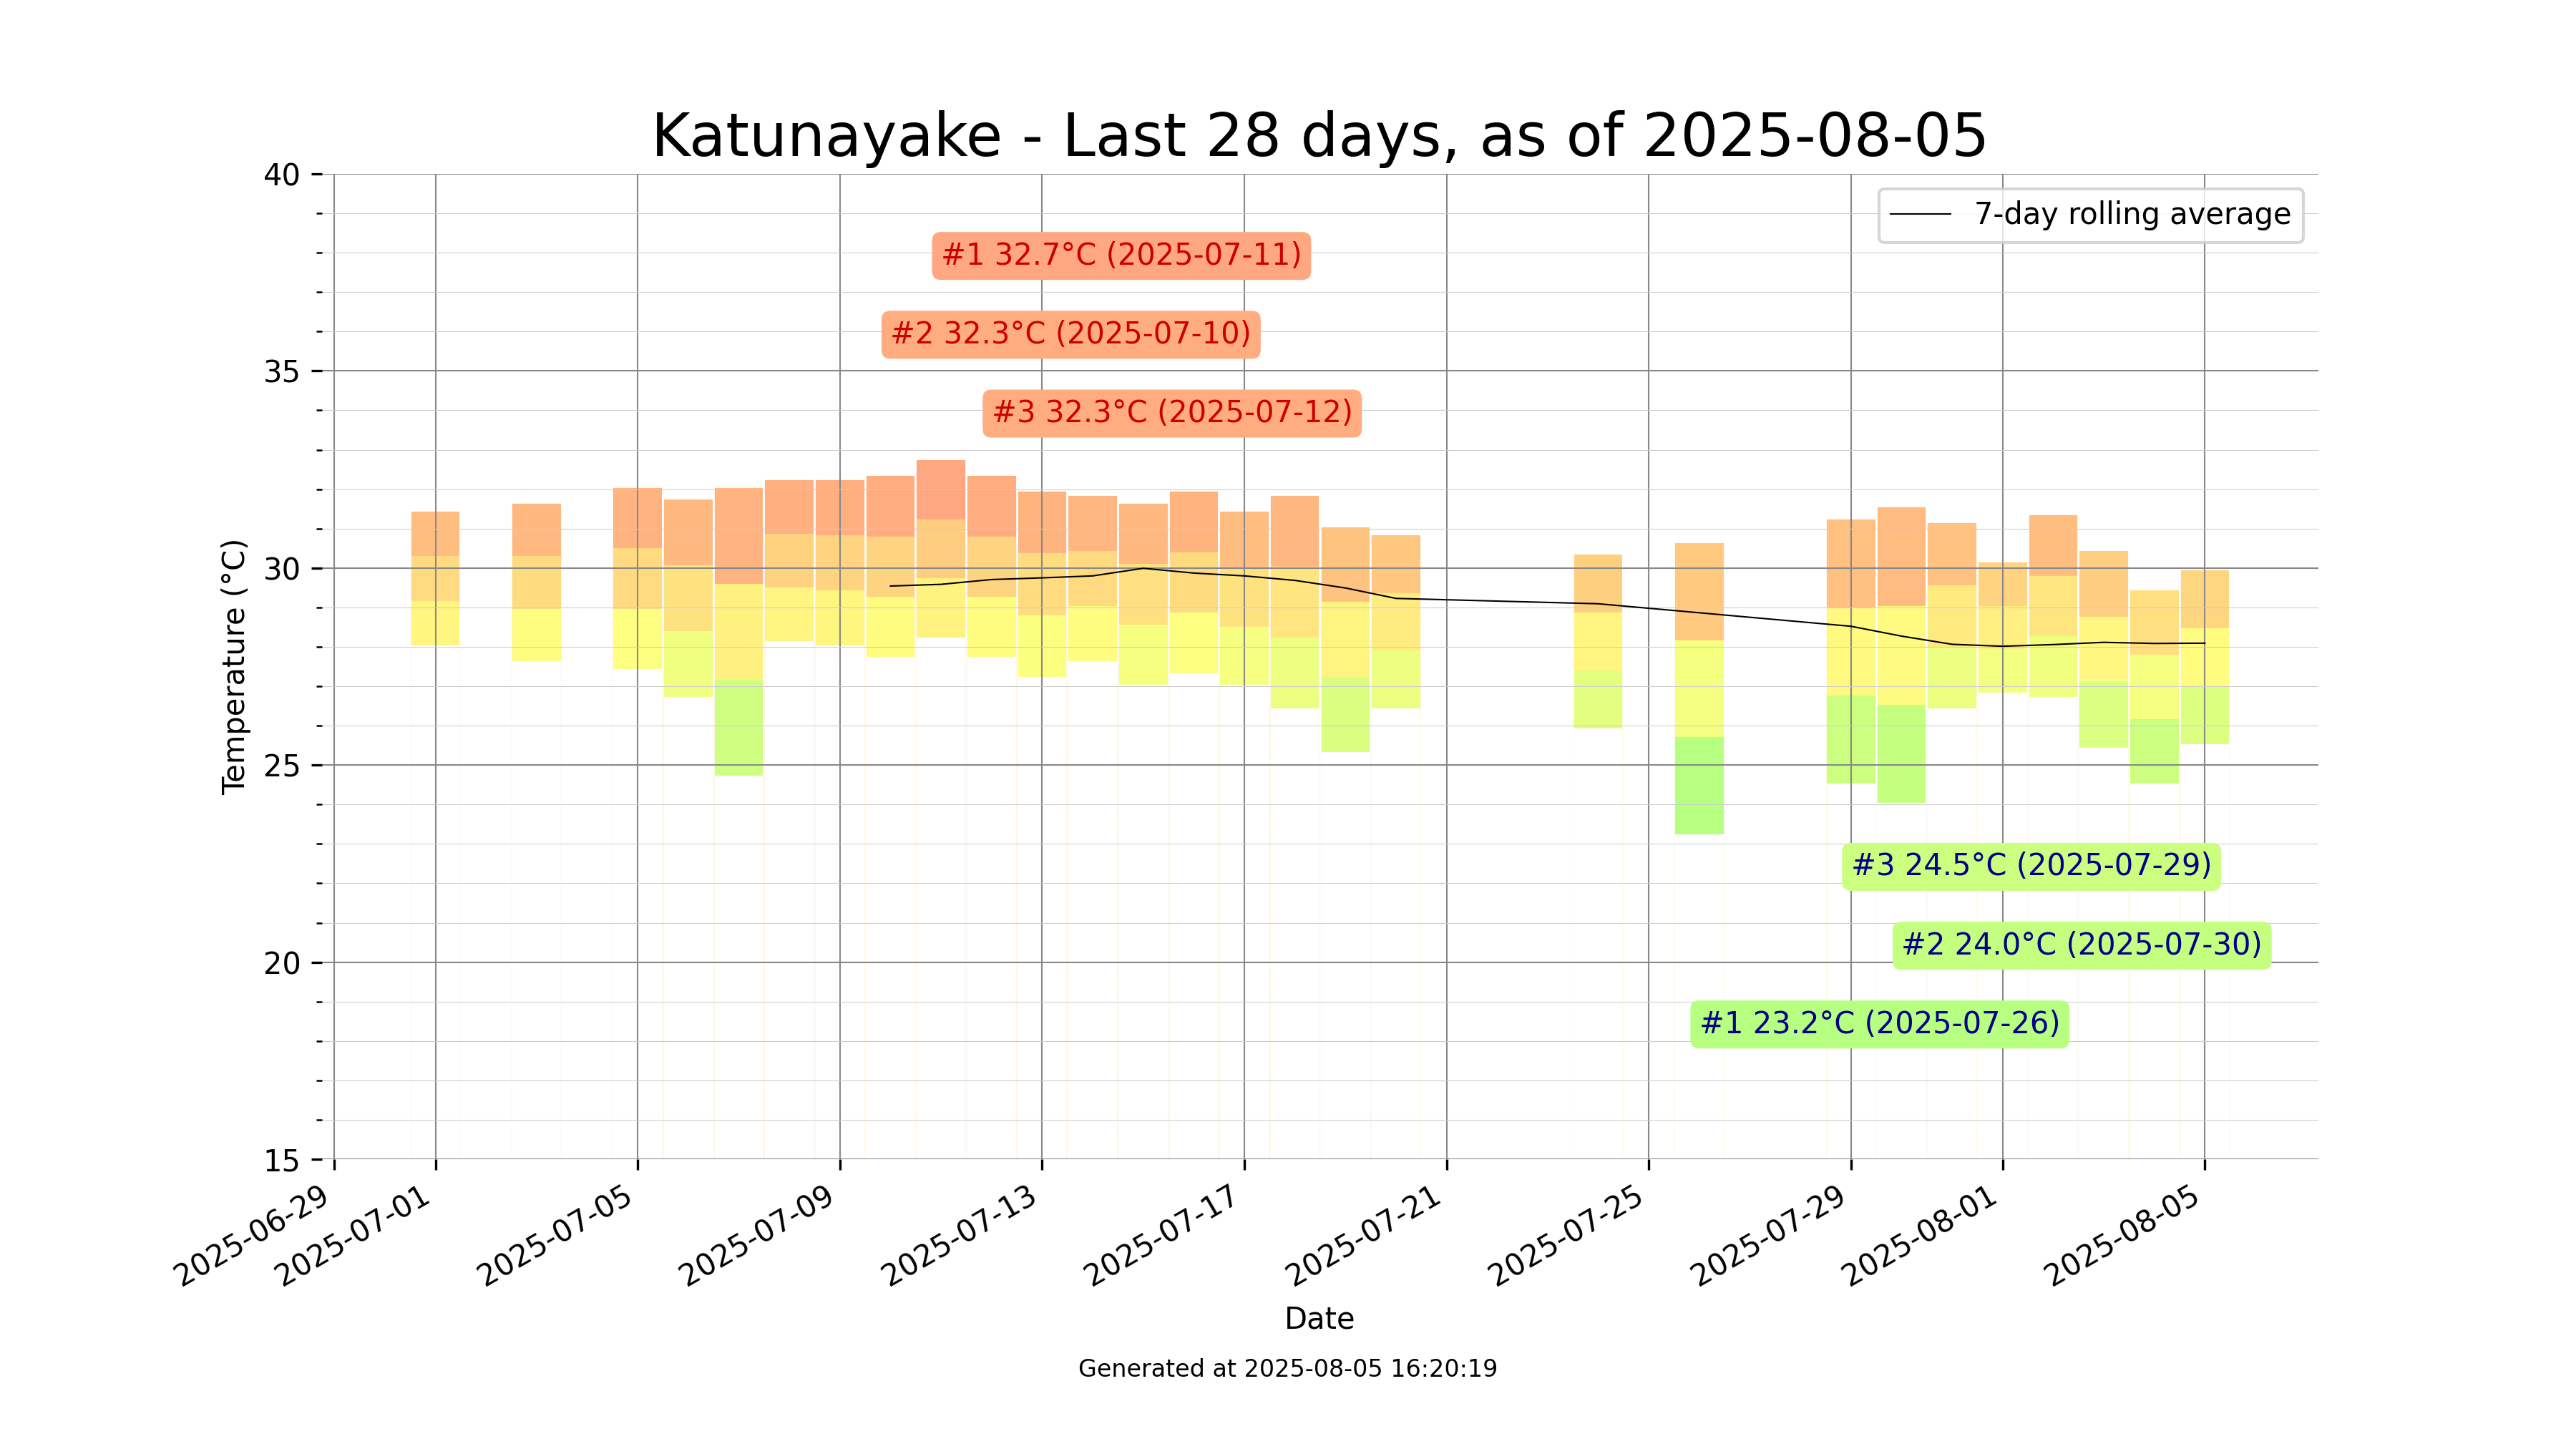 Katunayake - Last 28 days, as of 2025-08-05
40
35
30
25
20
15
Temperature (°C)
7-day rolling average
#1 32.7°C (2025-07-11)
#2 32.3°C (2025-07-10)
#3 32.3°C (2025-07-12)
#3 24.5°C (2025-07-29)
#2 24.0°C (2025-07-30)
#1 23.2°C (2025-07-26)
2025-06-29
2025-07-01
2025-07-05
2025-07-09
2025-07-13
2025-07-17
2025-07-21
2025-07-25
2025-07-29
2025-08-01
2025-08-05
Date
Generated at 2025-08-05 16:20:19